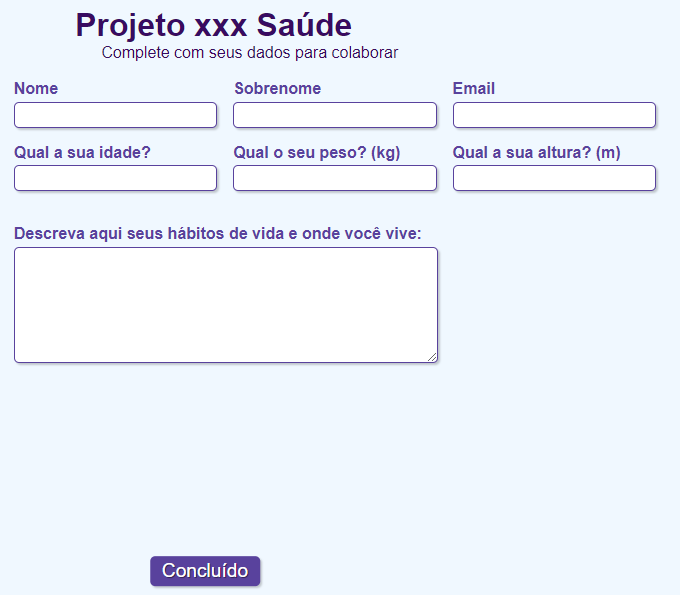 Projeto xxx Saúde
Complete com seus dados para colaborar
Nome Sobrenome Email
Qual a sua idade? Qual o seu peso? (kg) Qual a sua altura? (m)
Descreva aqui seus hábitos de vida e onde você vive:
Concluído